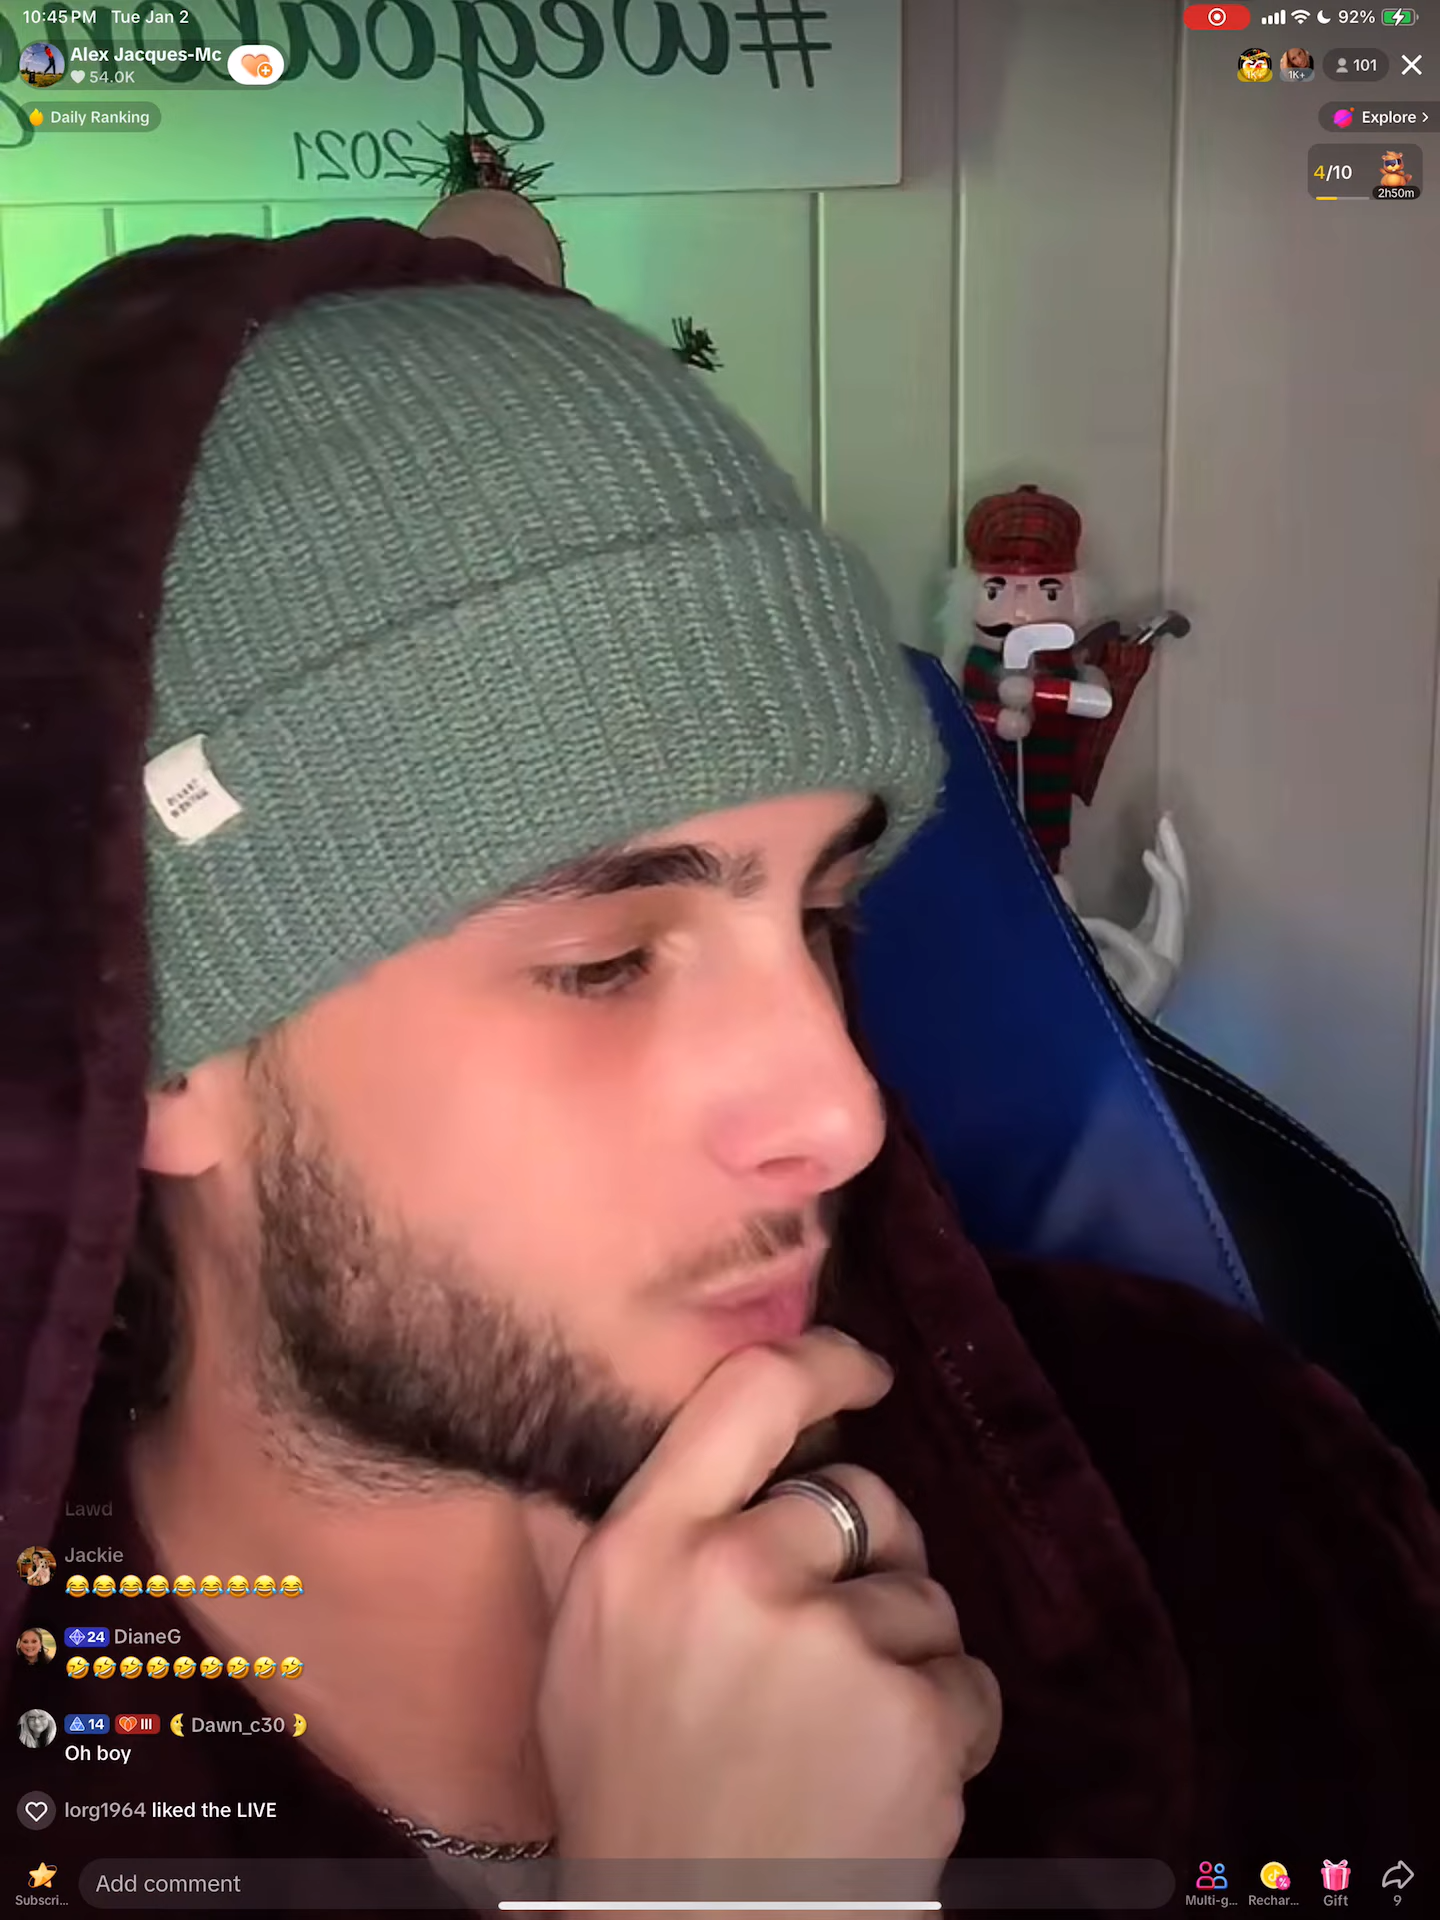 10:45 PM Tue Jan 2
92%
Alex Jacques-Mc
54.0K
1K+
1K+
101
Daily Ranking
Explore >
4/10
2h50m
2021
Lawd
Jackie
😂😂😂😂😂😂😂😂😂
24 DianeG
🤣🤣🤣🤣🤣🤣🤣🤣🤣
14 III 🌜Dawn_c30🌛
Oh boy
lorg1964 liked the LIVE
Subscri...
Add comment
Multi-g...
Rechar...
Gift
9